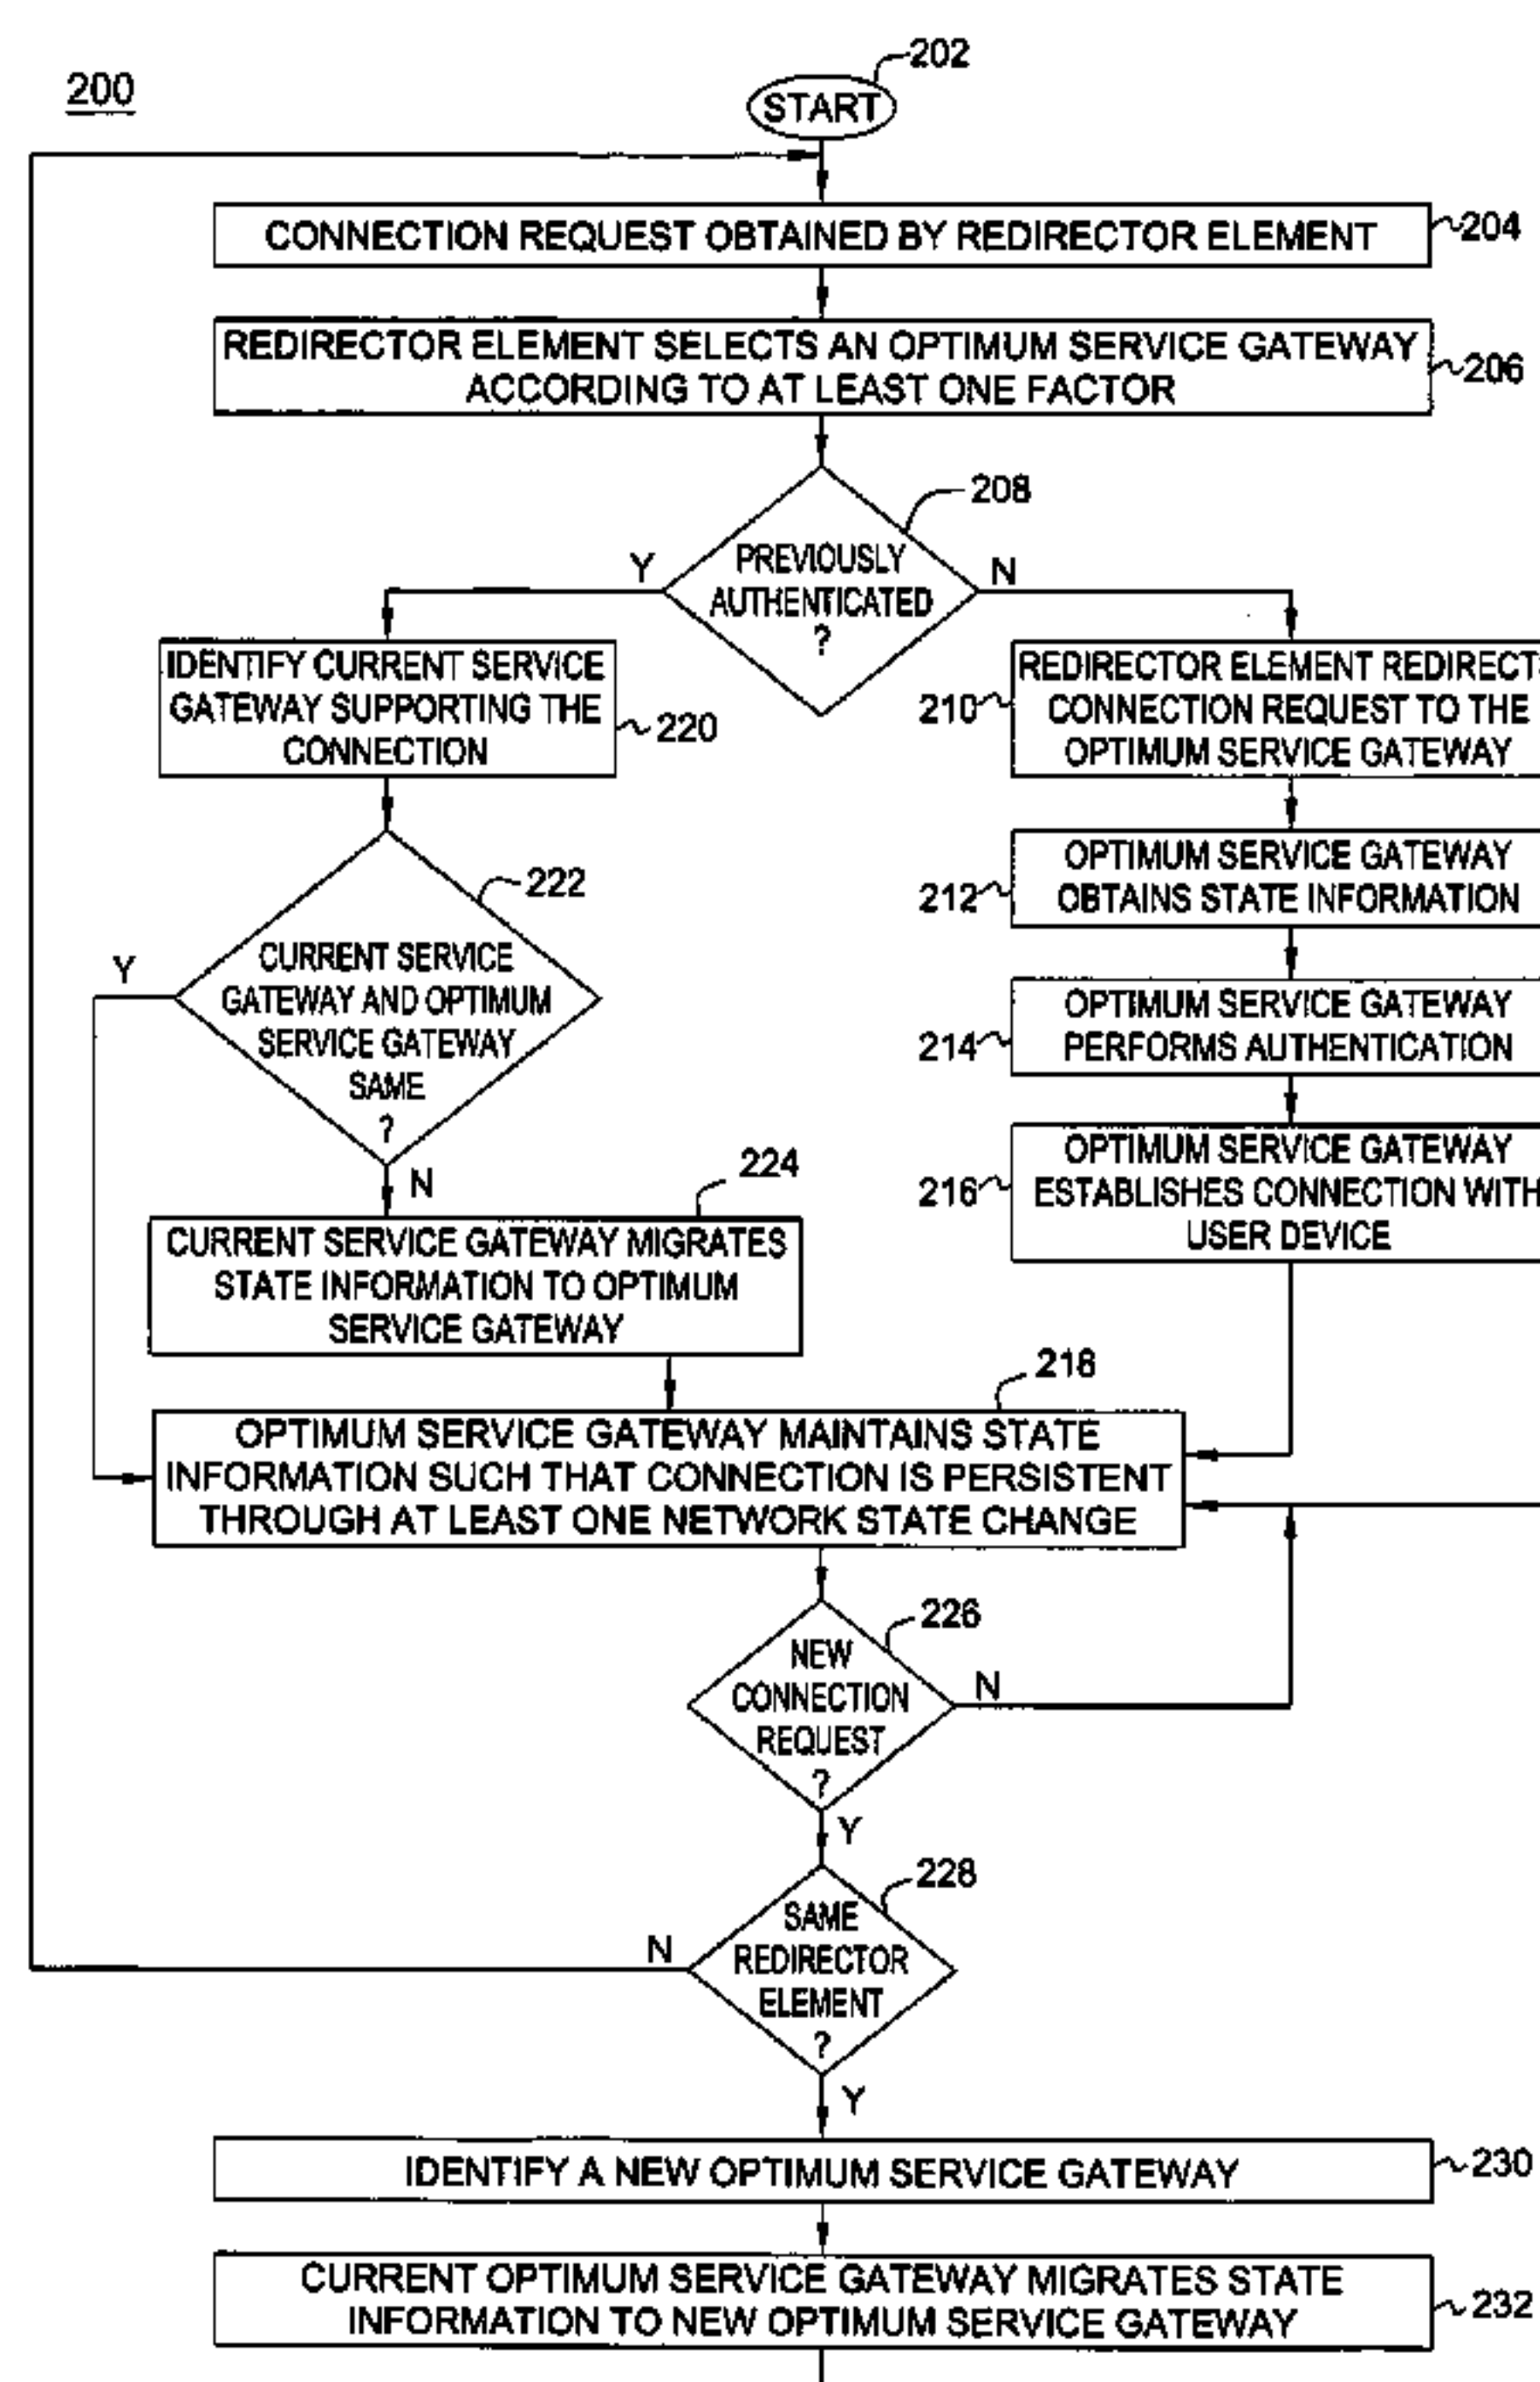 200
202
START
CONNECTION REQUEST OBTAINED BY REDIRECTOR ELEMENT
204
REDIRECTOR ELEMENT SELECTS AN OPTIMUM SERVICE GATEWAY
ACCORDING TO AT LEAST ONE FACTOR
206
208
PREVIOUSLY
AUTHENTICATED
?
Y
N
IDENTIFY CURRENT SERVICE
GATEWAY SUPPORTING THE
CONNECTION
220
REDIRECTOR ELEMENT REDIRECTS
CONNECTION REQUEST TO THE
OPTIMUM SERVICE GATEWAY
210
222
CURRENT SERVICE
GATEWAY AND OPTIMUM
SERVICE GATEWAY
SAME
?
Y
N
OPTIMUM SERVICE GATEWAY
OBTAINS STATE INFORMATION
212
OPTIMUM SERVICE GATEWAY
PERFORMS AUTHENTICATION
214
OPTIMUM SERVICE GATEWAY
ESTABLISHES CONNECTION WITH
USER DEVICE
216
224
CURRENT SERVICE GATEWAY MIGRATES
STATE INFORMATION TO OPTIMUM
SERVICE GATEWAY
218
OPTIMUM SERVICE GATEWAY MAINTAINS STATE
INFORMATION SUCH THAT CONNECTION IS PERSISTENT
THROUGH AT LEAST ONE NETWORK STATE CHANGE
226
NEW
CONNECTION
REQUEST
?
N
Y
228
SAME
REDIRECTOR
ELEMENT
?
N
Y
IDENTIFY A NEW OPTIMUM SERVICE GATEWAY
230
CURRENT OPTIMUM SERVICE GATEWAY MIGRATES STATE
INFORMATION TO NEW OPTIMUM SERVICE GATEWAY
232